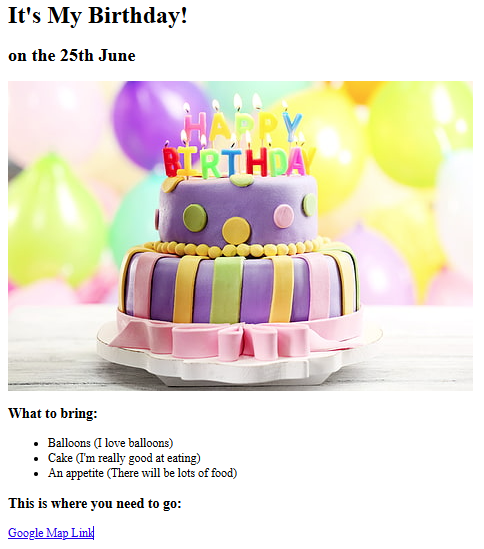 It's My Birthday!
on the 25th June
HAPPY
BIRTHDAY
What to bring:
Balloons (I love balloons)
Cake (I'm really good at eating)
An appetite (There will be lots of food)
This is where you need to go:
Google Map Link